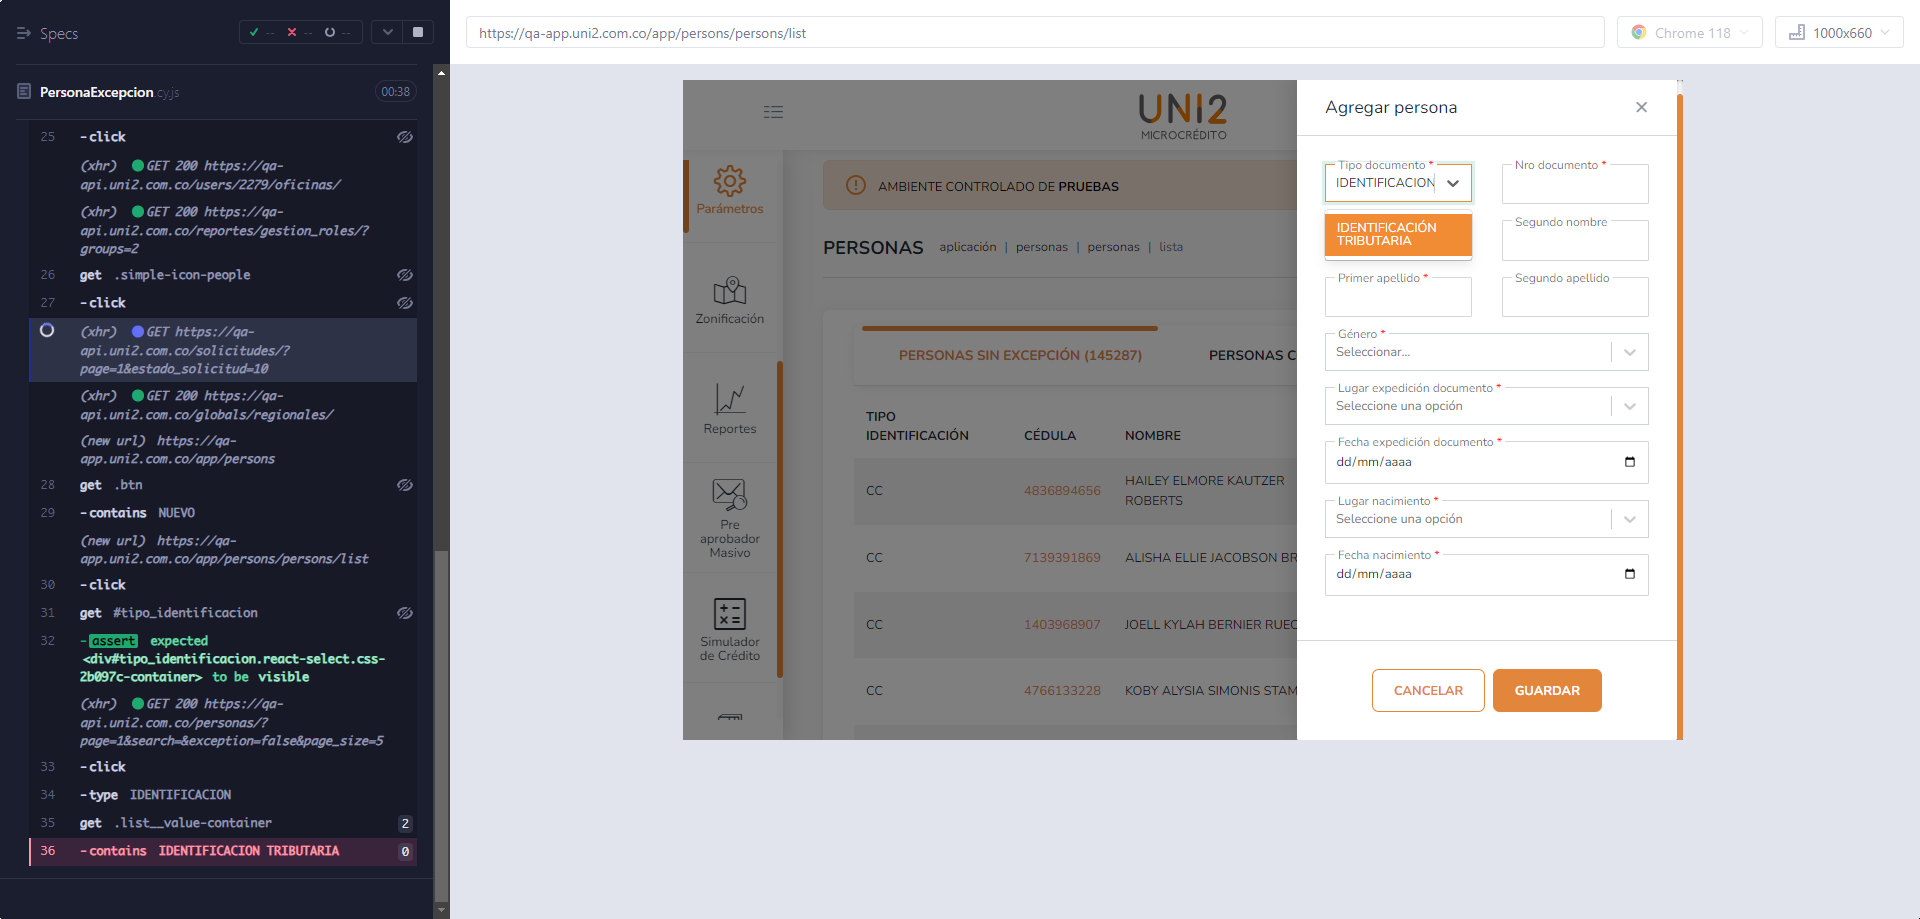 Specs
-- -- --
PersonaExcepcion.cy.js 00:38
25 -click
(xhr) GET 200 https://qa-
api.uni2.com.co/users/2279/oficinas/
(xhr) GET 200 https://qa-
api.uni2.com.co/reportes/gestion_roles/?
groups=2
26 get .simple-icon-people
27 -click
(xhr) GET https://qa-
api.uni2.com.co/solicitudes/?
page=1&estado_solicitud=10
(xhr) GET 200 https://qa-
api.uni2.com.co/globals/regionales/
(new url) https://qa-
app.uni2.com.co/app/persons
28 get .btn
29 -contains NUEVO
(new url) https://qa-
app.uni2.com.co/app/persons/persons/list
30 -click
31 get #tipo_identificacion
32 -assert expected
<div#tipo_identificacion.react-select.css-
2b097c-container> to be visible
(xhr) GET 200 https://qa-
api.uni2.com.co/personas/?
page=1&search=&exception=false&page_size=5
33 -click
34 -type IDENTIFICACION
35 get .list__value-container 2
36 -contains IDENTIFICACION TRIBUTARIA 0
https://qa-app.uni2.com.co/app/persons/persons/list
Chrome 118
1000x660
UNI2
MICROCRÉDITO
Parámetros
Zonificación
Reportes
Pre
aprobador
Masivo
Simulador
de Crédito
AMBIENTE CONTROLADO DE PRUEBAS
PERSONAS aplicación | personas | personas | lista
PERSONAS SIN EXCEPCIÓN (145287) PERSONAS C
TIPO
IDENTIFICACIÓN CÉDULA NOMBRE
CC 4836894656 HAILEY ELMORE KAUTZER
ROBERTS
CC 7139391869 ALISHA ELLIE JACOBSON BR
CC 1403968907 JOELL KYLAH BERNIER RUEC
CC 4766133228 KOBY ALYSIA SIMONIS STAM
Agregar persona
Tipo documento * Nro documento *
IDENTIFICACION
IDENTIFICACIÓN
TRIBUTARIA
Segundo nombre
Primer apellido * Segundo apellido
Género *
Seleccionar...
Lugar expedición documento *
Seleccione una opción
Fecha expedición documento *
dd/mm/aaaa
Lugar nacimiento *
Seleccione una opción
Fecha nacimiento *
dd/mm/aaaa
CANCELAR GUARDAR